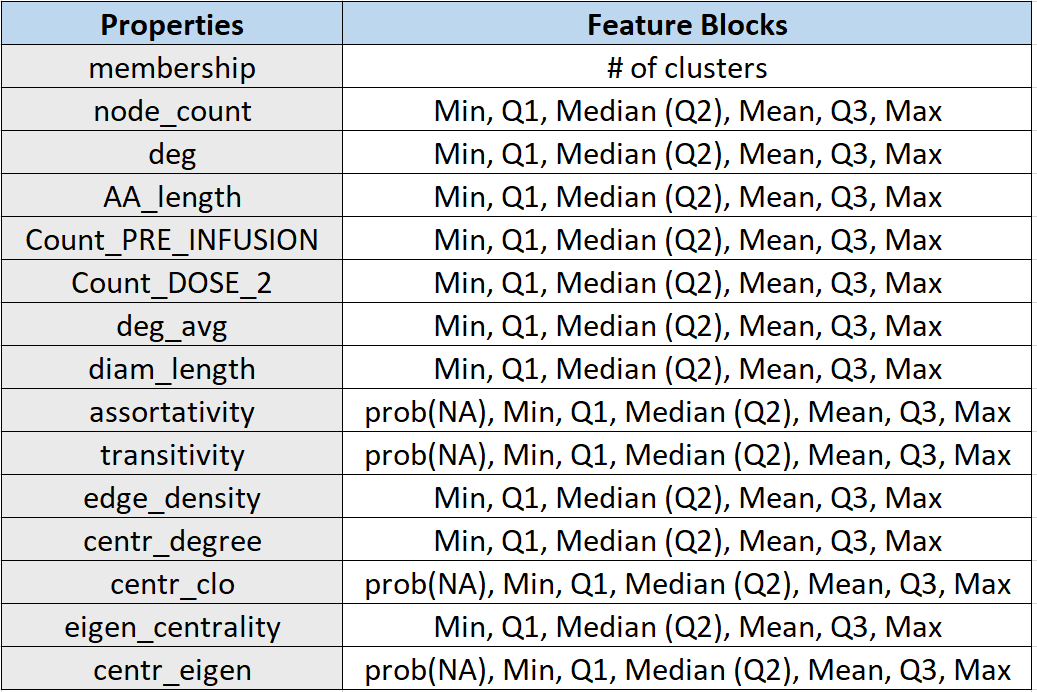 Properties Feature Blocks
membership # of clusters
node_count Min, Q1, Median (Q2), Mean, Q3, Max
deg Min, Q1, Median (Q2), Mean, Q3, Max
AA_length Min, Q1, Median (Q2), Mean, Q3, Max
Count_PRE_INFUSION Min, Q1, Median (Q2), Mean, Q3, Max
Count_DOSE_2 Min, Q1, Median (Q2), Mean, Q3, Max
deg_avg Min, Q1, Median (Q2), Mean, Q3, Max
diam_length Min, Q1, Median (Q2), Mean, Q3, Max
assortativity prob(NA), Min, Q1, Median (Q2), Mean, Q3, Max
transitivity prob(NA), Min, Q1, Median (Q2), Mean, Q3, Max
edge_density Min, Q1, Median (Q2), Mean, Q3, Max
centr_degree Min, Q1, Median (Q2), Mean, Q3, Max
centr_clo prob(NA), Min, Q1, Median (Q2), Mean, Q3, Max
eigen_centrality Min, Q1, Median (Q2), Mean, Q3, Max
centr_eigen prob(NA), Min, Q1, Median (Q2), Mean, Q3, Max